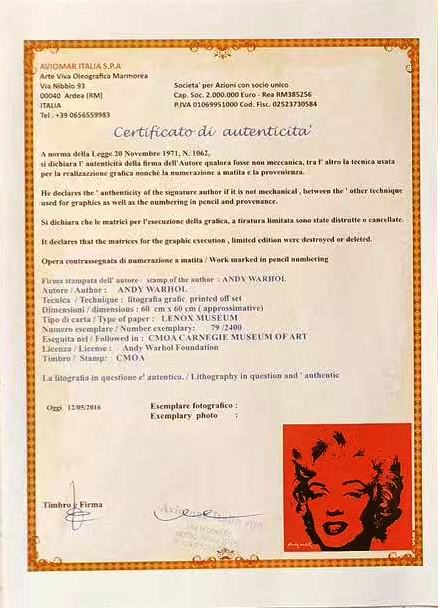 AVIOMAR ITALIA S.P.A
Arte Viva Oleografica Marmorea
Via Nibbio 93
00040 Ardea (RM)
ITALIA
Tel : +39 0656559983
Societa' per Azioni con socio unico
Cap. Soc. 2.000.000 Euro - Rea RM385256
P.IVA 01069951000 Cod. Fisc. 02523730584
Certificato di autenticita'
A norma della Legge 20 Novembre 1971, N. 1062,
si dichiara l' autenticità della firma dell'Autore qualora fosse non meccanica, tra l' altro la tecnica usata
per la realizazzione grafica nonchè la numerazione a matita e la provenienza.
He declares the ' authenticity of the signature author if it is not mechanical , between the ' other technique
used for graphics as well as the numbering in pencil and provenance.
Si dichiara che le matrici per l'esecuzione della grafica, a tiratura limitata sono state distrutte o cancellate.
It declares that the matrices for the graphic execution , limited edition were destroyed or deleted.
Opera contrassegnata di numerazione a matita / Work marked in pencil numbering
Firma stampata dell' autore / stamp of the author : ANDY WARHOL
Autore / Author : ANDY WARHOL
Tecnica / Technique : litografia grafic printed off set
Dimensioni / dimensions : 60 cm x 60 cm ( approssimative)
Tipo di carta / Type of paper : LENOX MUSEUM
Numero esemplare / Number exemplary: 79 /2400
Eseguita nel / Followed in : CMOA CARNEGIE MUSEUM OF ART
Licenza / License : Andy Warhol Foundation
Timbro / Stamp: CMOA
La litografia in questione e' autentica. / Lithography in question and ' authentic
Oggi 12/05/2016
Esemplare fotografico :
Exemplary photo :
Timbro e Firma